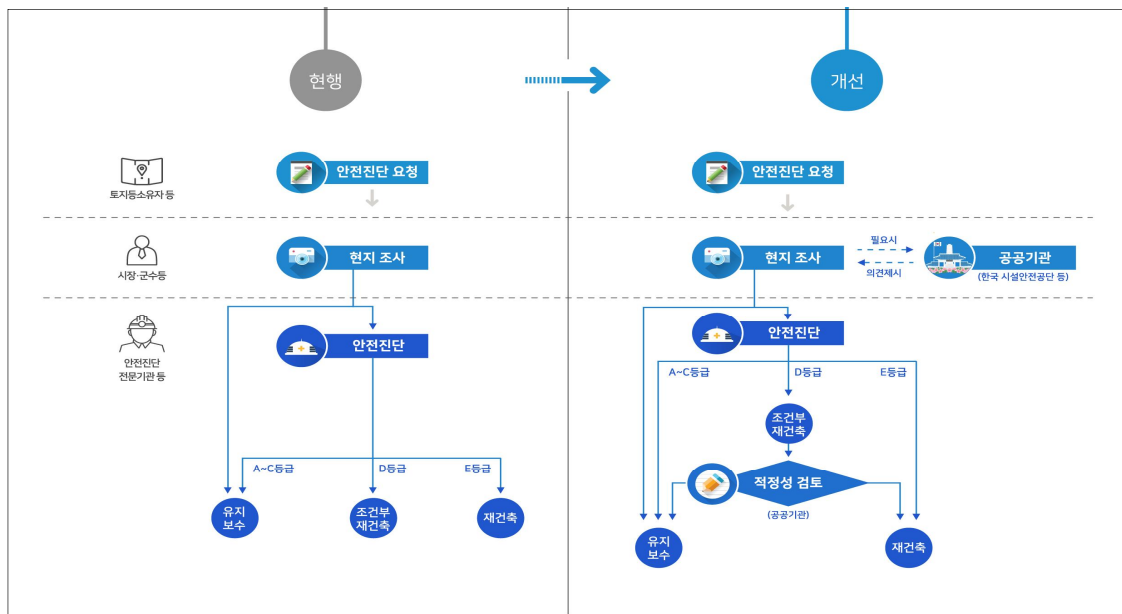 현행
개선
토지등소유자 등
안전진단 요청
안전진단 요청
시장·군수등
현지 조사
현지 조사
필요시
의견제시
공공기관
(한국 시설안전공단 등)
안전진단
전문기관 등
안전진단
A~C등급
D등급
E등급
유지
보수
조건부
재건축
재건축
안전진단
A~C등급
D등급
E등급
조건부
재건축
적정성 검토
(공공기관)
유지
보수
재건축